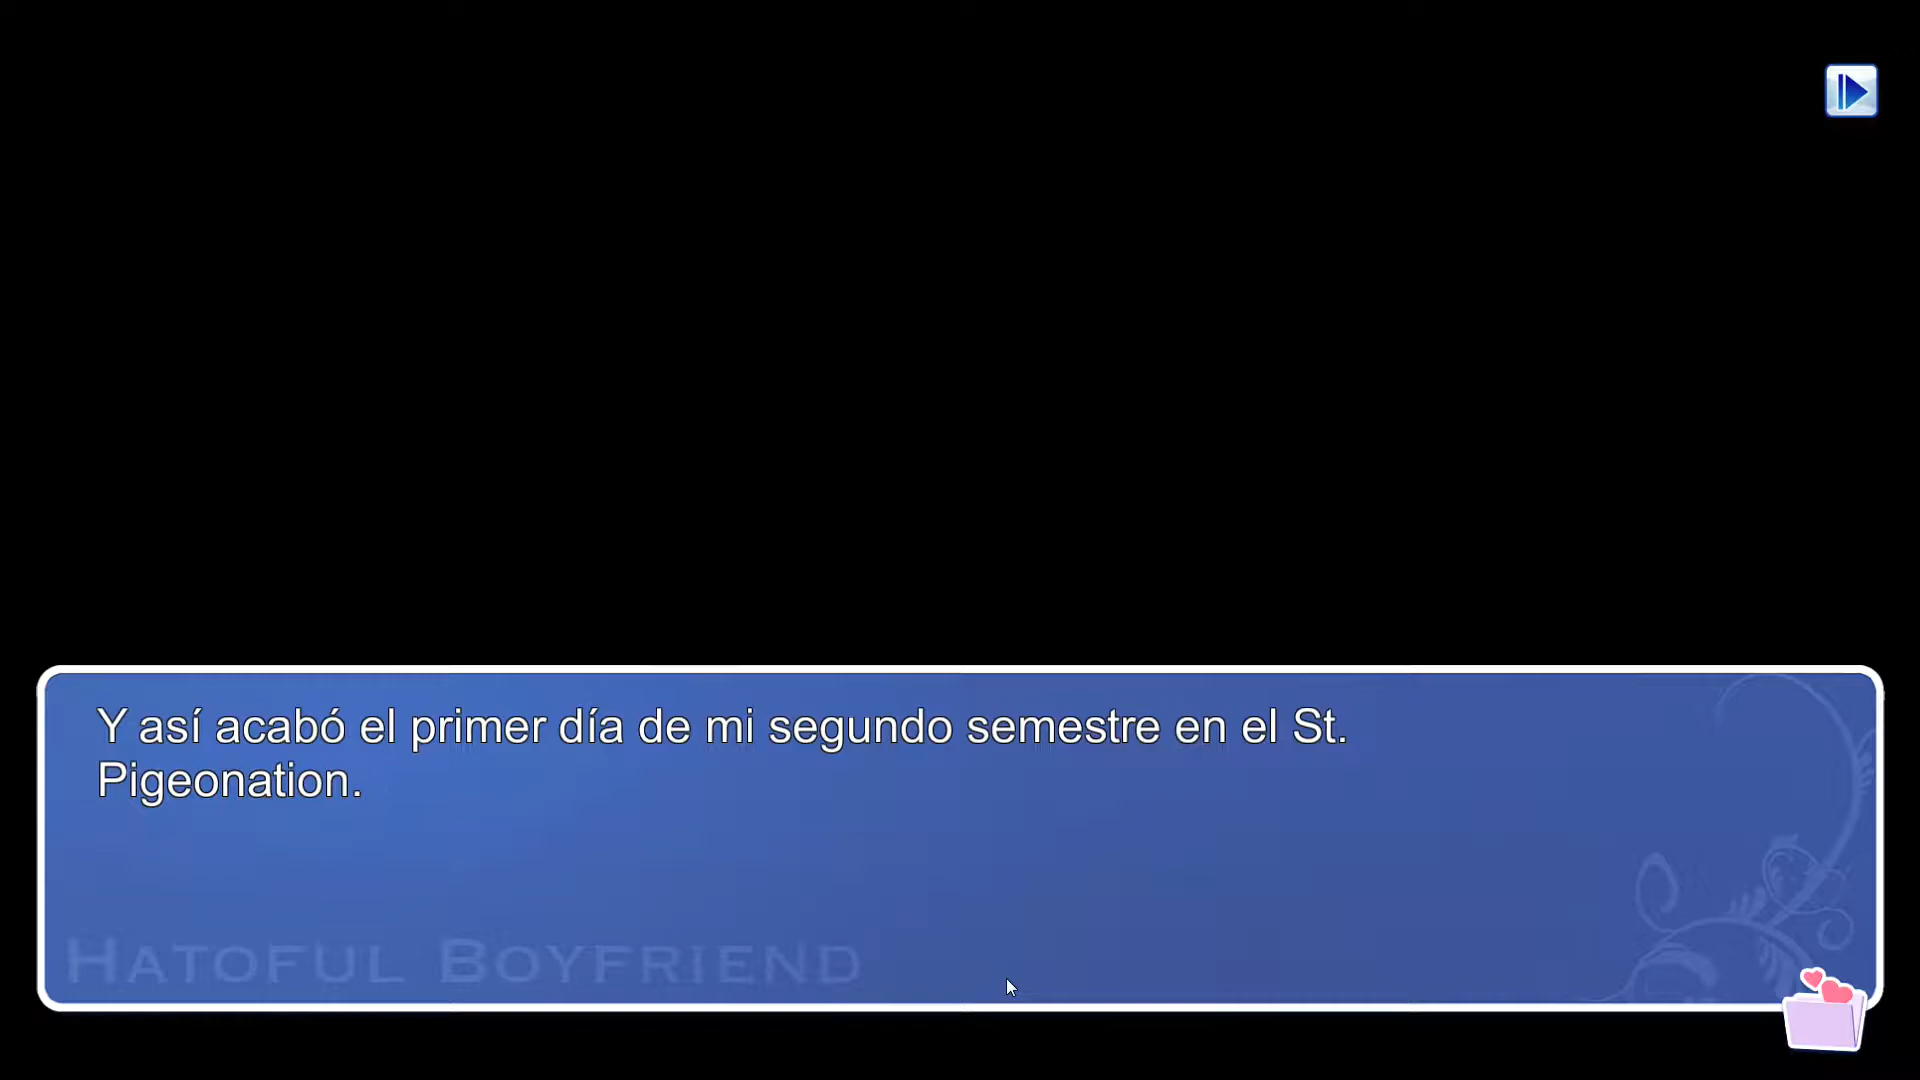 Y así acabó el primer día de mi segundo semestre en el St.
Pigeonation.
HATOFUL BOYFRIEND